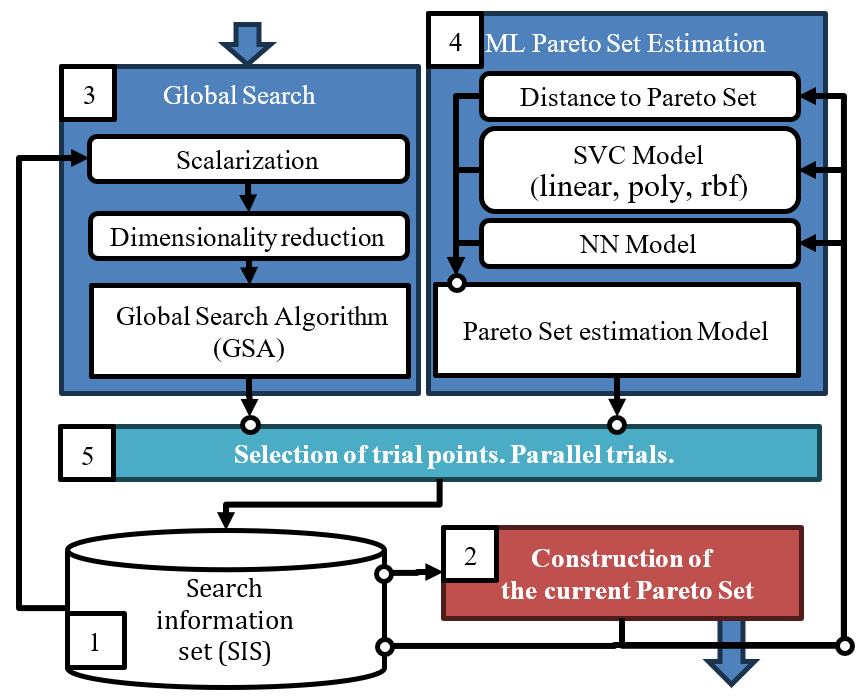 3
Global Search
Scalarization
Dimensionality reduction
Global Search Algorithm
(GSA)
4
ML Pareto Set Estimation
Distance to Pareto Set
SVC Model
(linear, poly, rbf)
NN Model
Pareto Set estimation Model
5
Selection of trial points. Parallel trials.
1
Search
information
set (SIS)
2
Construction of
the current Pareto Set